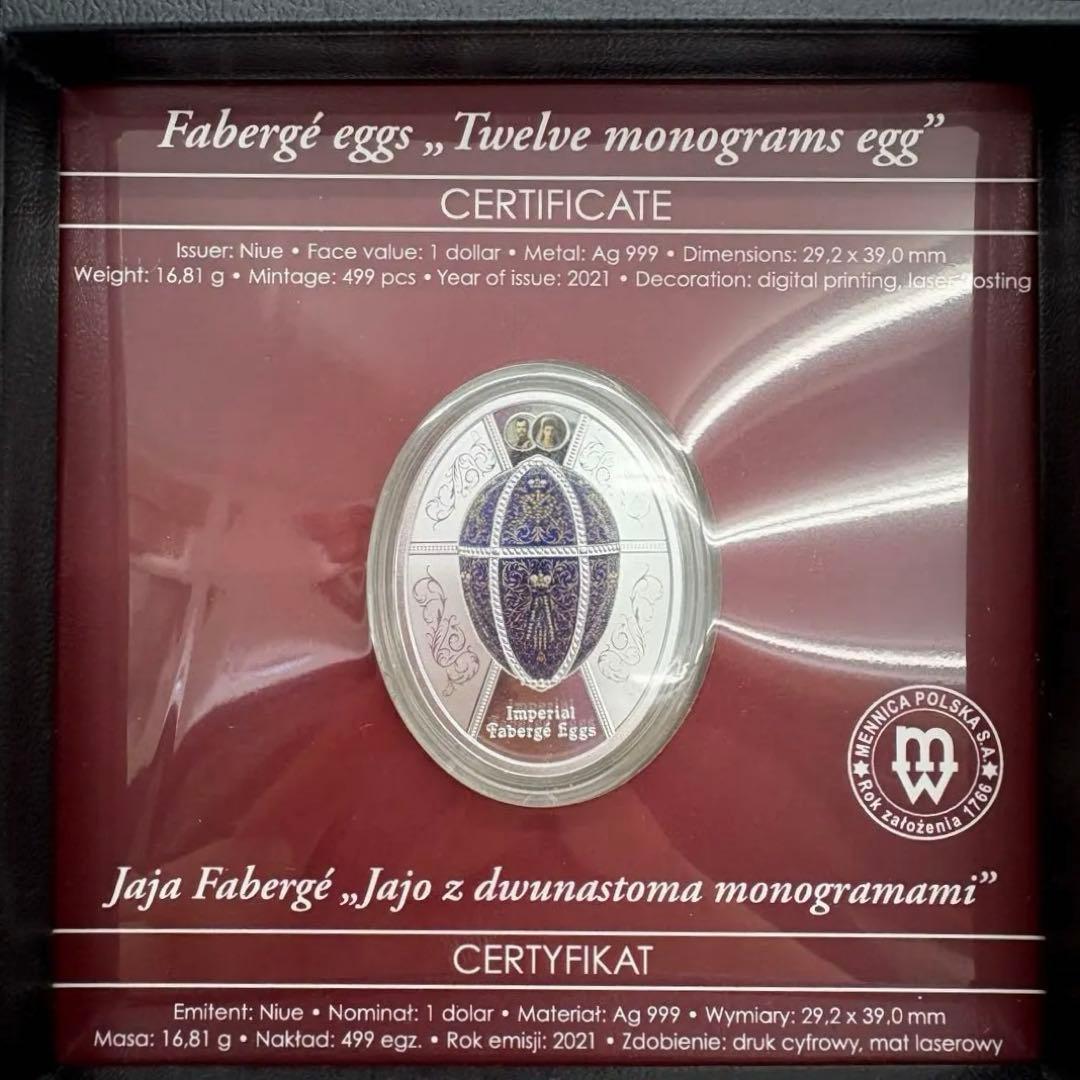 Fabergé eggs „Twelve monograms egg”
CERTIFICATE
Issuer: Niue • Face value: 1 dollar • Metal: Ag 999 • Dimensions: 29,2 x 39,0 mm
Weight: 16,81 g • Mintage: 499 pcs • Year of issue: 2021 • Decoration: digital printing, laser frosting
Imperial
Fabergé Eggs
MENNICA POLSKA S.A.
mw
Rok założenia 1766
Jaja Fabergé „Jajo z dwunastoma monogramami”
CERTYFIKAT
Emitent: Niue • Nominał: 1 dolar • Materiał: Ag 999 • Wymiary: 29,2 x 39,0 mm
Masa: 16,81 g • Nakład: 499 egz. • Rok emisji: 2021 • Zdobienie: druk cyfrowy, mat laserowy